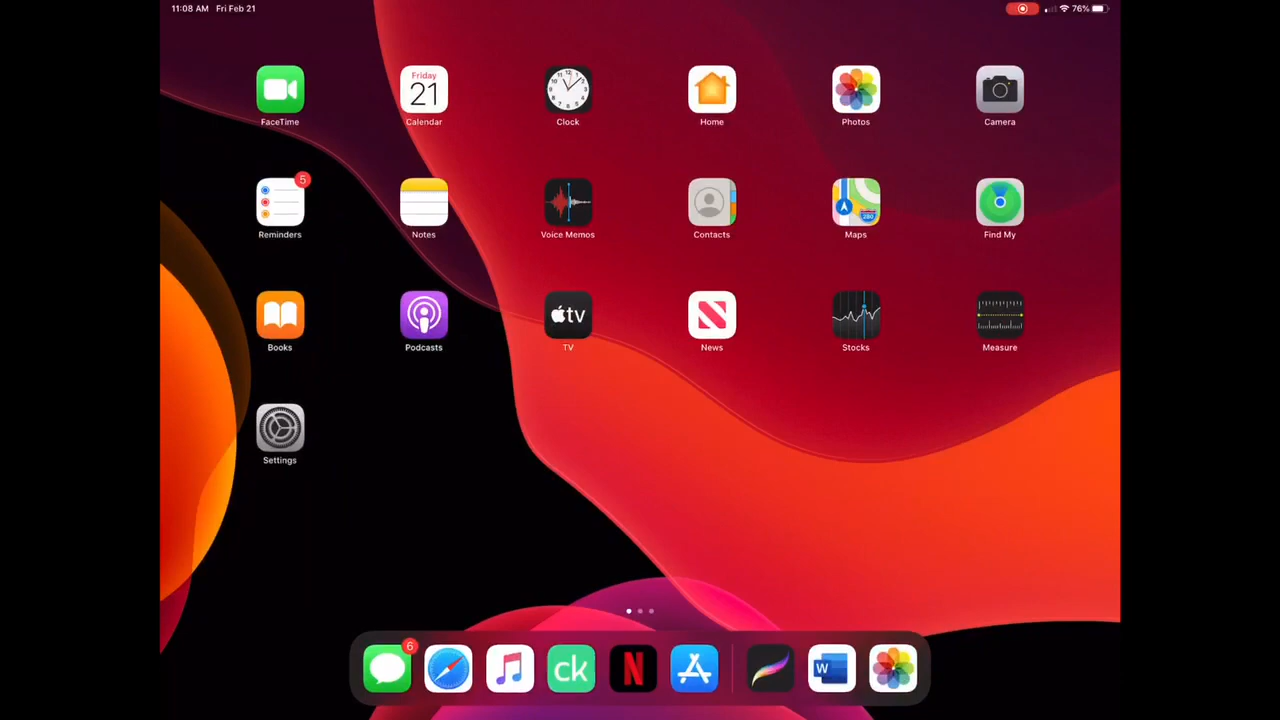 11:08 AM Fri Feb 21
76%
Friday
21
FaceTime
Calendar
Clock
Home
Photos
Camera
5
280
Reminders
Notes
Voice Memos
Contacts
Maps
Find My
tv
Books
Podcasts
TV
News
Stocks
Measure
Settings
6
ck
N
W